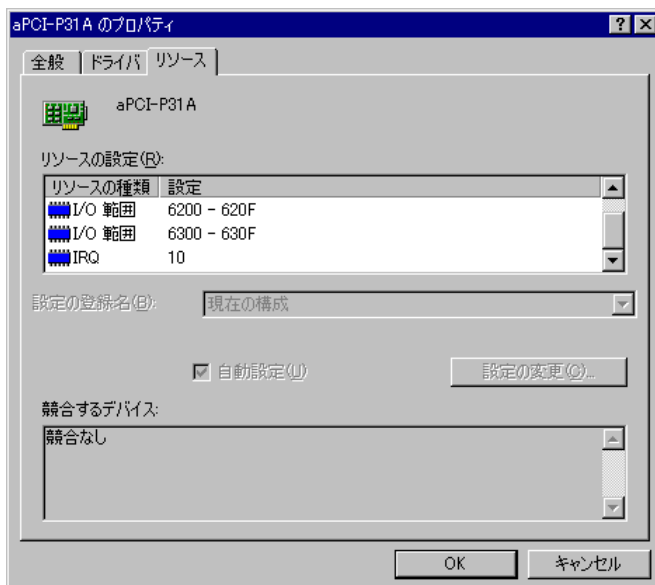 aPCI-P31A のプロパティ
全般 ドライバ リソース
aPCI-P31A
リソースの設定(R):
リソースの種類 設定
I/O 範囲 6200 - 620F
I/O 範囲 6300 - 630F
IRQ 10
設定の登録名(B): 現在の構成
自動設定(U) 設定の変更(C)...
競合するデバイス:
競合なし
OK キャンセル